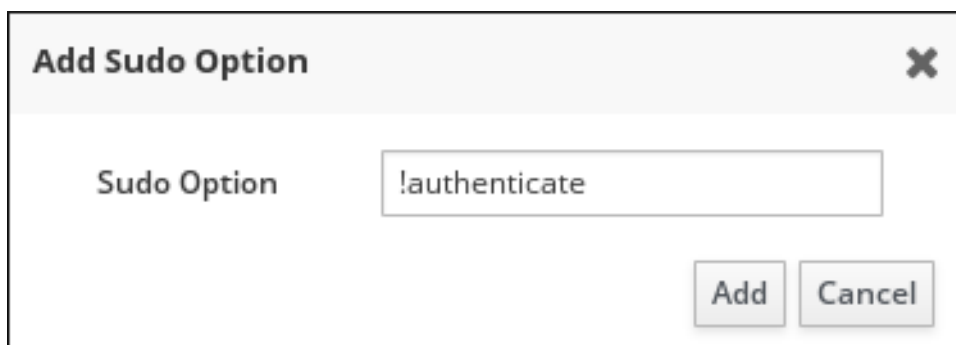 Add Sudo Option
Sudo Option
!authenticate
Add
Cancel